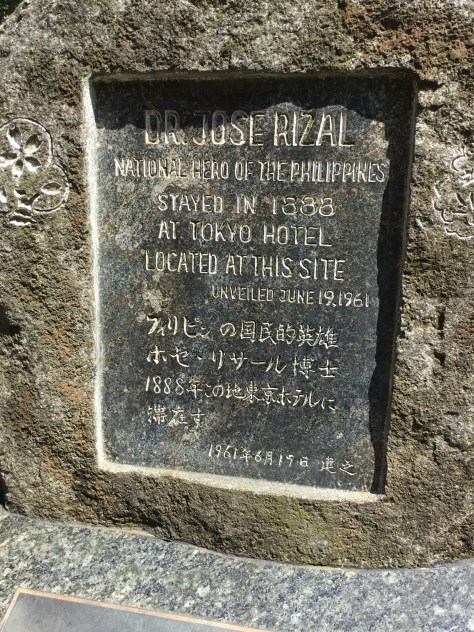 DR. JOSE RIZAL
NATIONAL HERO OF THE PHILIPPINES
STAYED IN 1888
AT TOKYO HOTEL
LOCATED AT THIS SITE
UNVEILED JUNE 19, 1961
フィリピンの国民的英雄
ホセ・リサール博士
1888年この地東京ホテルに
滞在す
1961年6月19日 建之